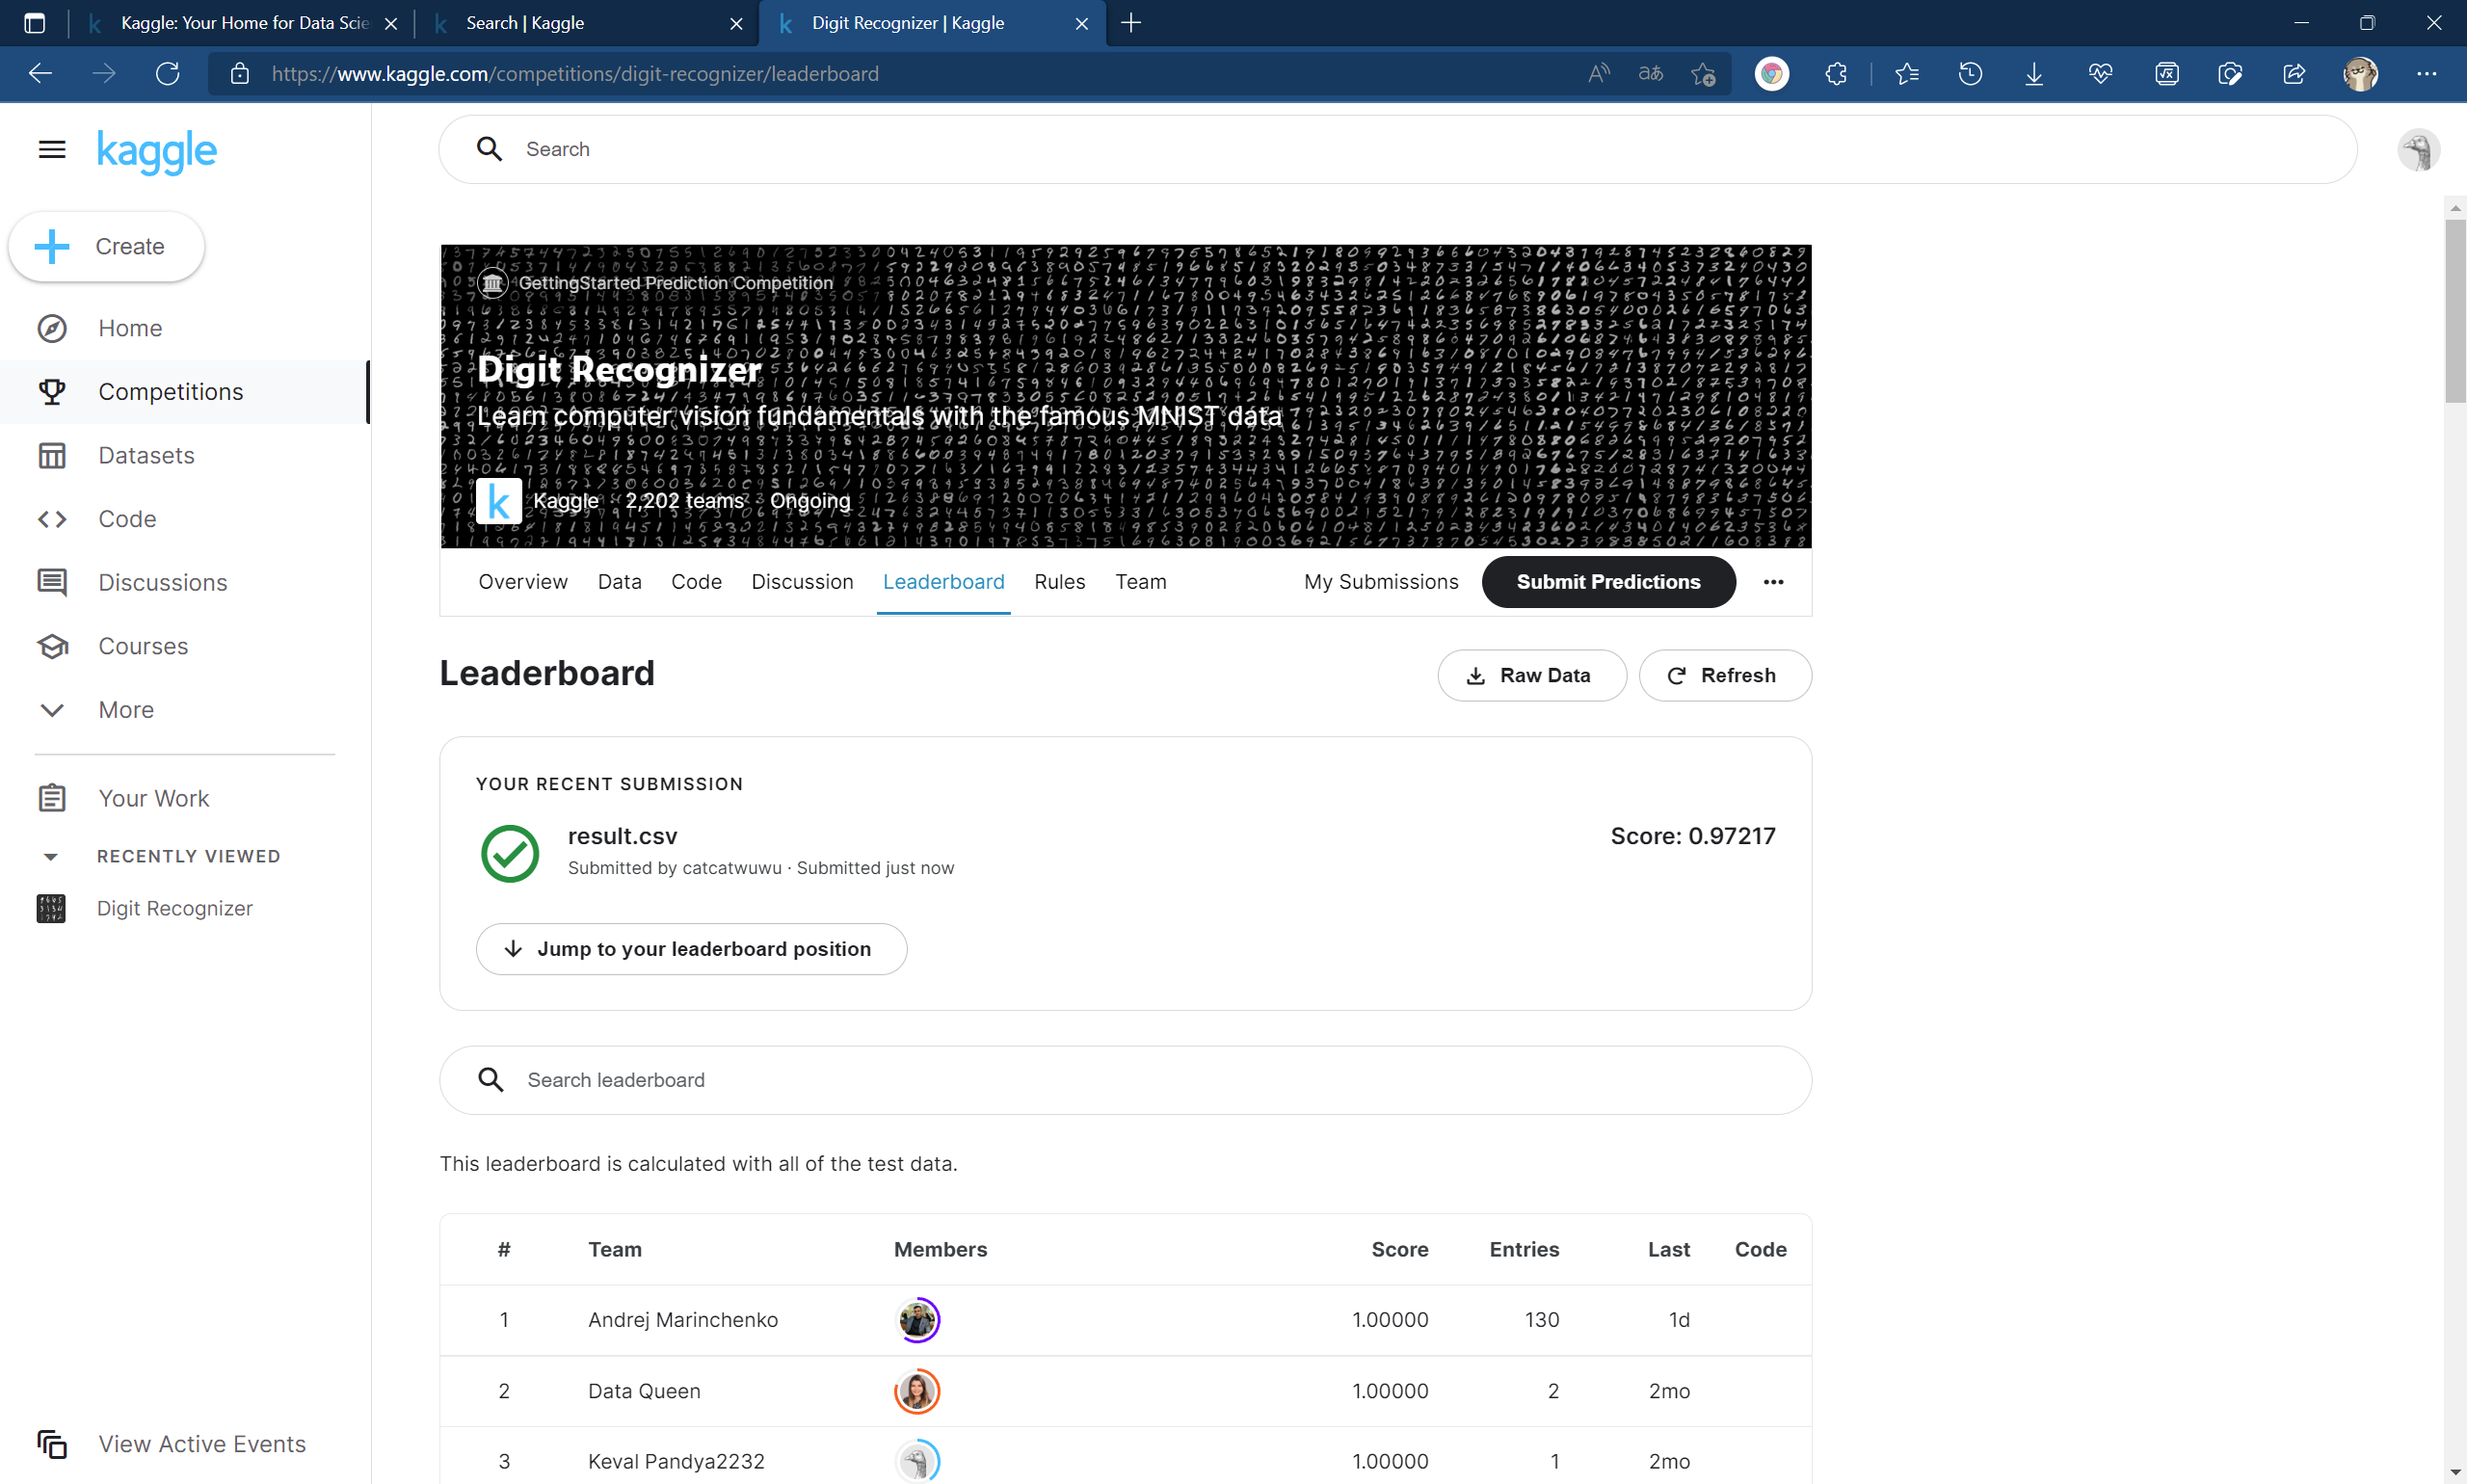 Kaggle: Your Home for Data Scie
Search | Kaggle
Digit Recognizer | Kaggle
https://www.kaggle.com/competitions/digit-recognizer/leaderboard
kaggle
Search
Create
Home
Competitions
Datasets
Code
Discussions
Courses
More
Your Work
RECENTLY VIEWED
Digit Recognizer
View Active Events
GettingStarted Prediction Competition
Digit Recognizer
Learn computer vision fundamentals with the famous MNIST data
k Kaggle · 2,202 teams · Ongoing
Overview Data Code Discussion Leaderboard Rules Team My Submissions Submit Predictions
Leaderboard
Raw Data Refresh
YOUR RECENT SUBMISSION
result.csv Score: 0.97217
Submitted by catcatwuwu · Submitted just now
Jump to your leaderboard position
Search leaderboard
This leaderboard is calculated with all of the test data.
# Team Members Score Entries Last Code
1 Andrej Marinchenko 1.00000 130 1d
2 Data Queen 1.00000 2 2mo
3 Keval Pandya2232 1.00000 1 2mo